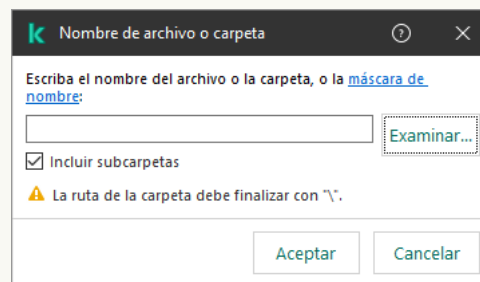 Nombre de archivo o carpeta
Escriba el nombre del archivo o la carpeta, o la máscara de
nombre:
Examinar...
Incluir subcarpetas
La ruta de la carpeta debe finalizar con "\".
Aceptar Cancelar